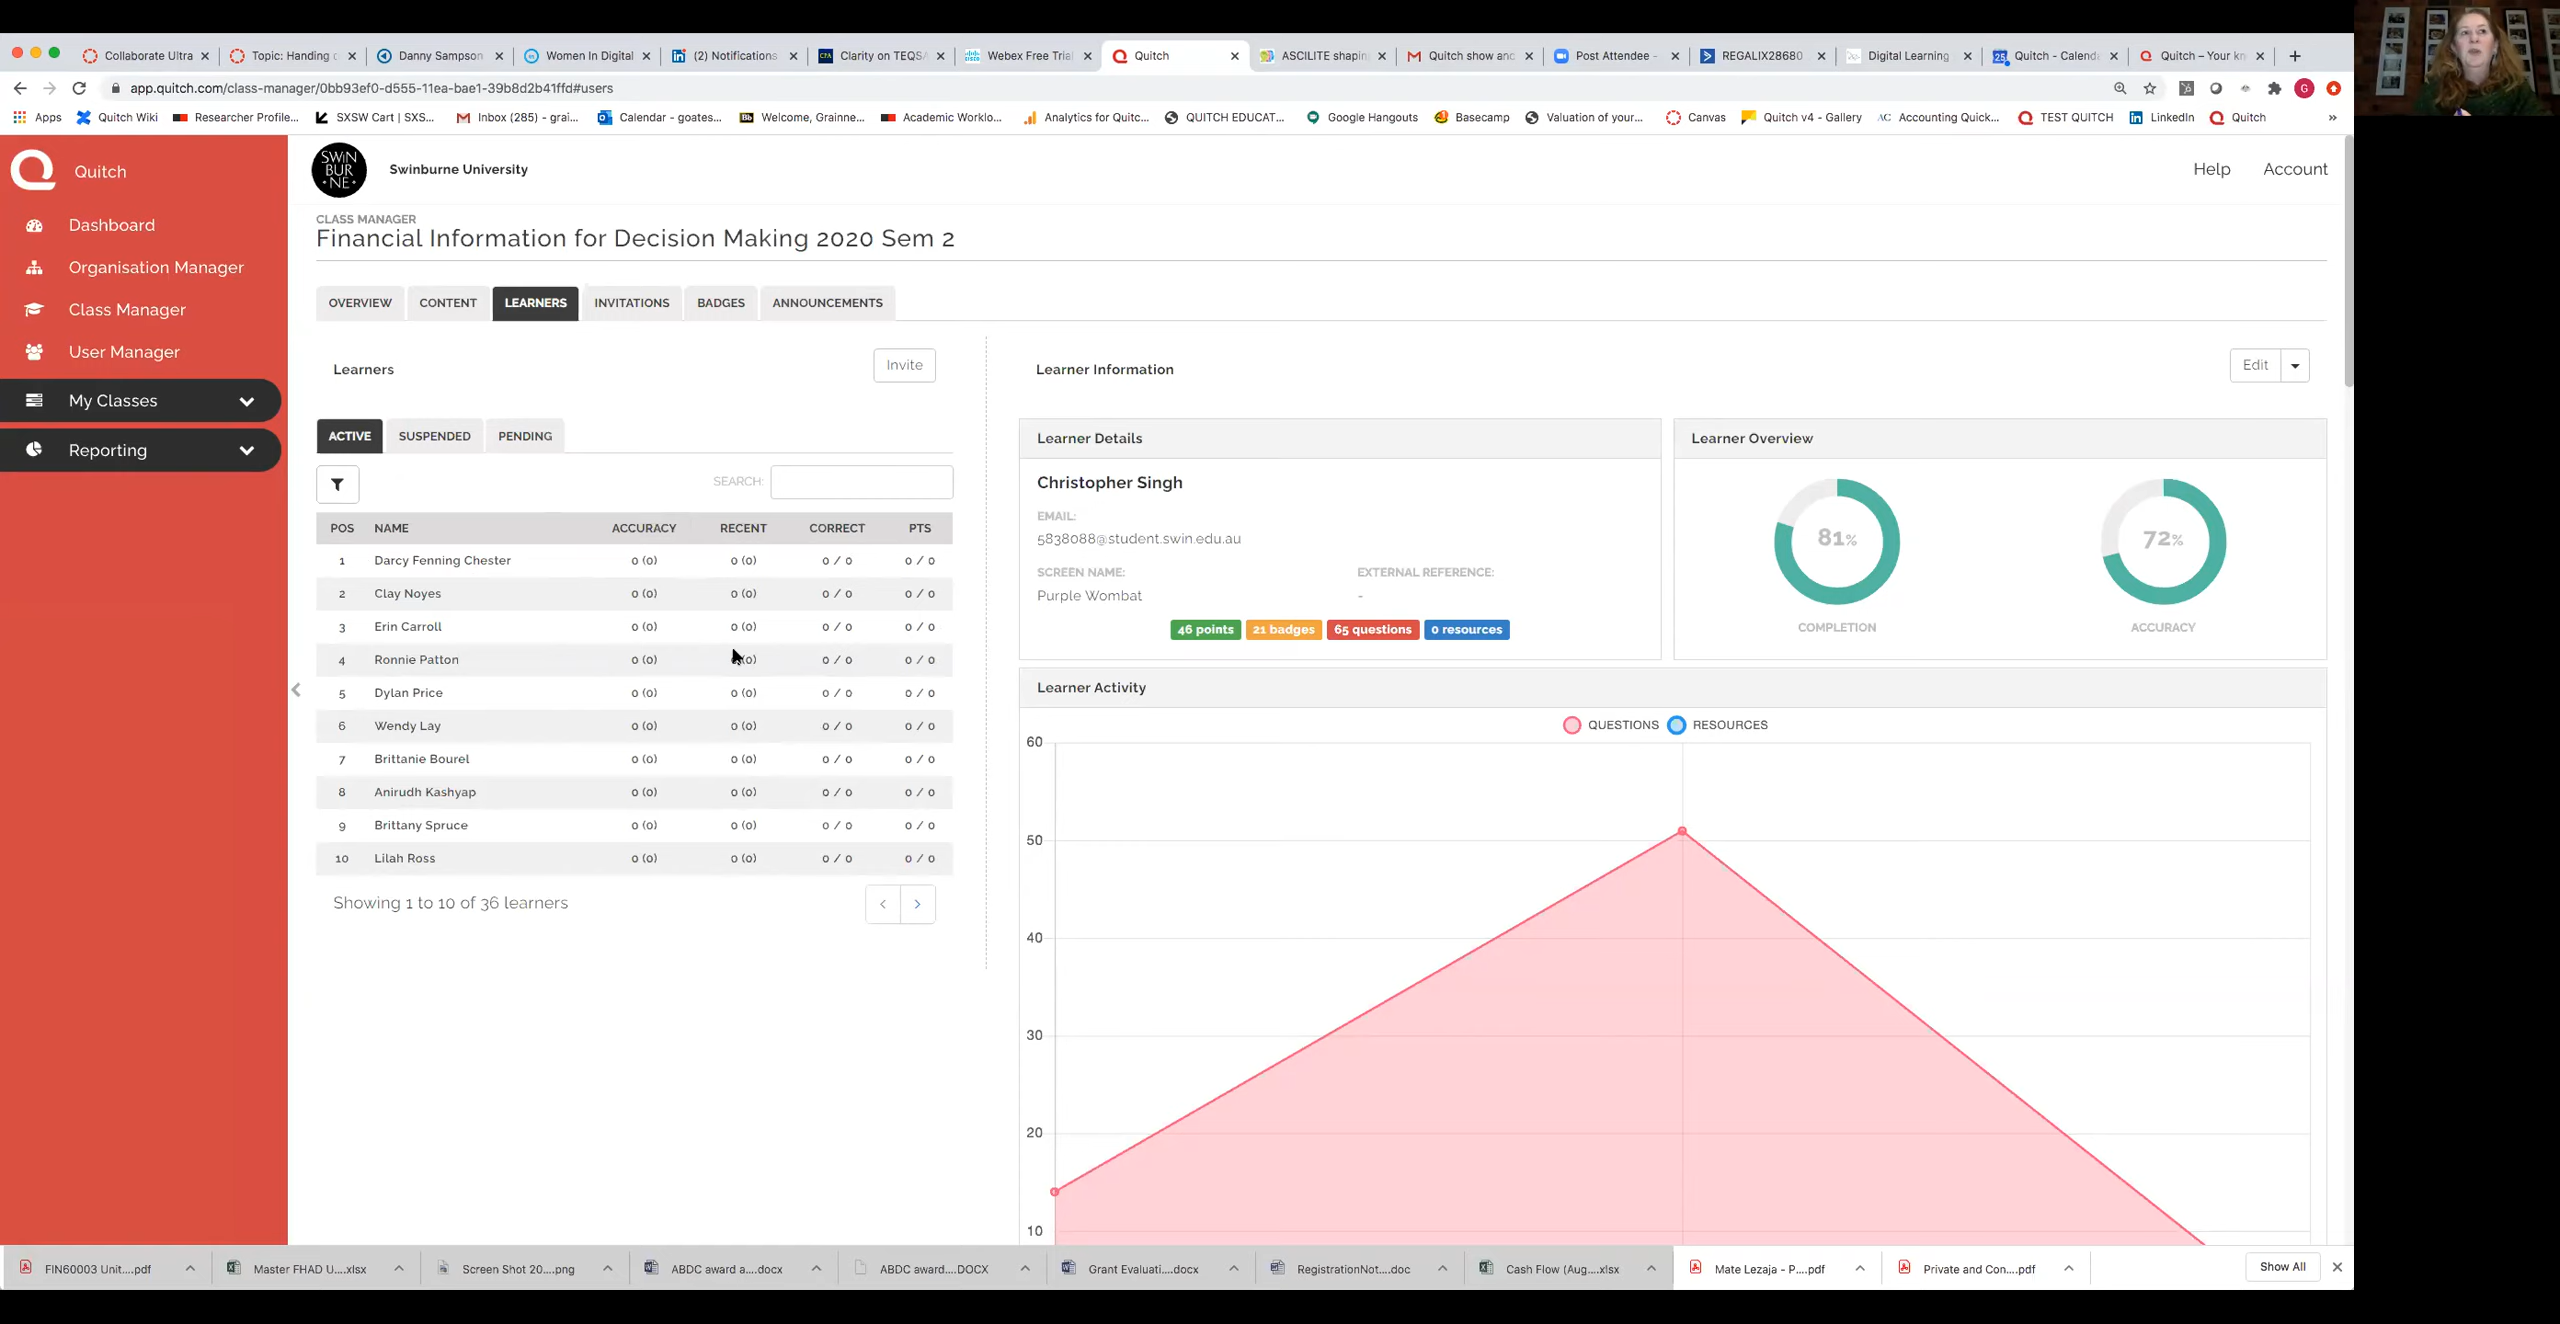 Collaborate Ultra
Topic: Handing
Danny Sampson
Women In Digital
(2) Notifications
Clarity on TEQSA
Webex Free Trial
Quitch
ASCILITE shapin
Quitch show and
Post Attendee -
REGALIX28680
Digital Learning
Quitch - Calend
Quitch – Your kn
app.quitch.com/class-manager/0bb93ef0-d555-11ea-bae1-39b8d2b41ffd#users
G
Apps
Quitch Wiki
Researcher Profile...
SXSW Cart | SXS...
Inbox (285) - grai...
Calendar - goates...
Welcome, Grainne...
Academic Worklo...
Analytics for Quitc...
QUITCH EDUCAT...
Google Hangouts
Basecamp
Valuation of your...
Canvas
Quitch v4 - Gallery
Accounting Quick...
TEST QUITCH
LinkedIn
Quitch
Quitch
Dashboard
Organisation Manager
Class Manager
User Manager
My Classes
Reporting
SWIN
BUR
NE
Swinburne University
Help
Account
CLASS MANAGER
Financial Information for Decision Making 2020 Sem 2
OVERVIEW
CONTENT
LEARNERS
INVITATIONS
BADGES
ANNOUNCEMENTS
Learners
Invite
ACTIVE
SUSPENDED
PENDING
SEARCH:
POS NAME ACCURACY RECENT CORRECT PTS
1 Darcy Fenning Chester 0 (0) 0 (0) 0 / 0 0 / 0
2 Clay Noyes 0 (0) 0 (0) 0 / 0 0 / 0
3 Erin Carroll 0 (0) 0 (0) 0 / 0 0 / 0
4 Ronnie Patton 0 (0) (0) 0 / 0 0 / 0
5 Dylan Price 0 (0) 0 (0) 0 / 0 0 / 0
6 Wendy Lay 0 (0) 0 (0) 0 / 0 0 / 0
7 Brittanie Bourel 0 (0) 0 (0) 0 / 0 0 / 0
8 Anirudh Kashyap 0 (0) 0 (0) 0 / 0 0 / 0
9 Brittany Spruce 0 (0) 0 (0) 0 / 0 0 / 0
10 Lilah Ross 0 (0) 0 (0) 0 / 0 0 / 0
Showing 1 to 10 of 36 learners
Learner Information
Edit
Learner Details
Christopher Singh
EMAIL:
5838088@student.swin.edu.au
SCREEN NAME:
EXTERNAL REFERENCE:
Purple Wombat
-
46 points
21 badges
65 questions
0 resources
Learner Overview
81%
72%
COMPLETION
ACCURACY
Learner Activity
QUESTIONS
RESOURCES
60
50
40
30
20
10
FIN60003 Unit....pdf
Master FHAD U....xlsx
Screen Shot 20....png
ABDC award a....docx
ABDC award....DOCX
Grant Evaluati....docx
RegistrationNot....doc
Cash Flow (Aug....xlsx
Mate Lezaja - P....pdf
Private and Con....pdf
Show All